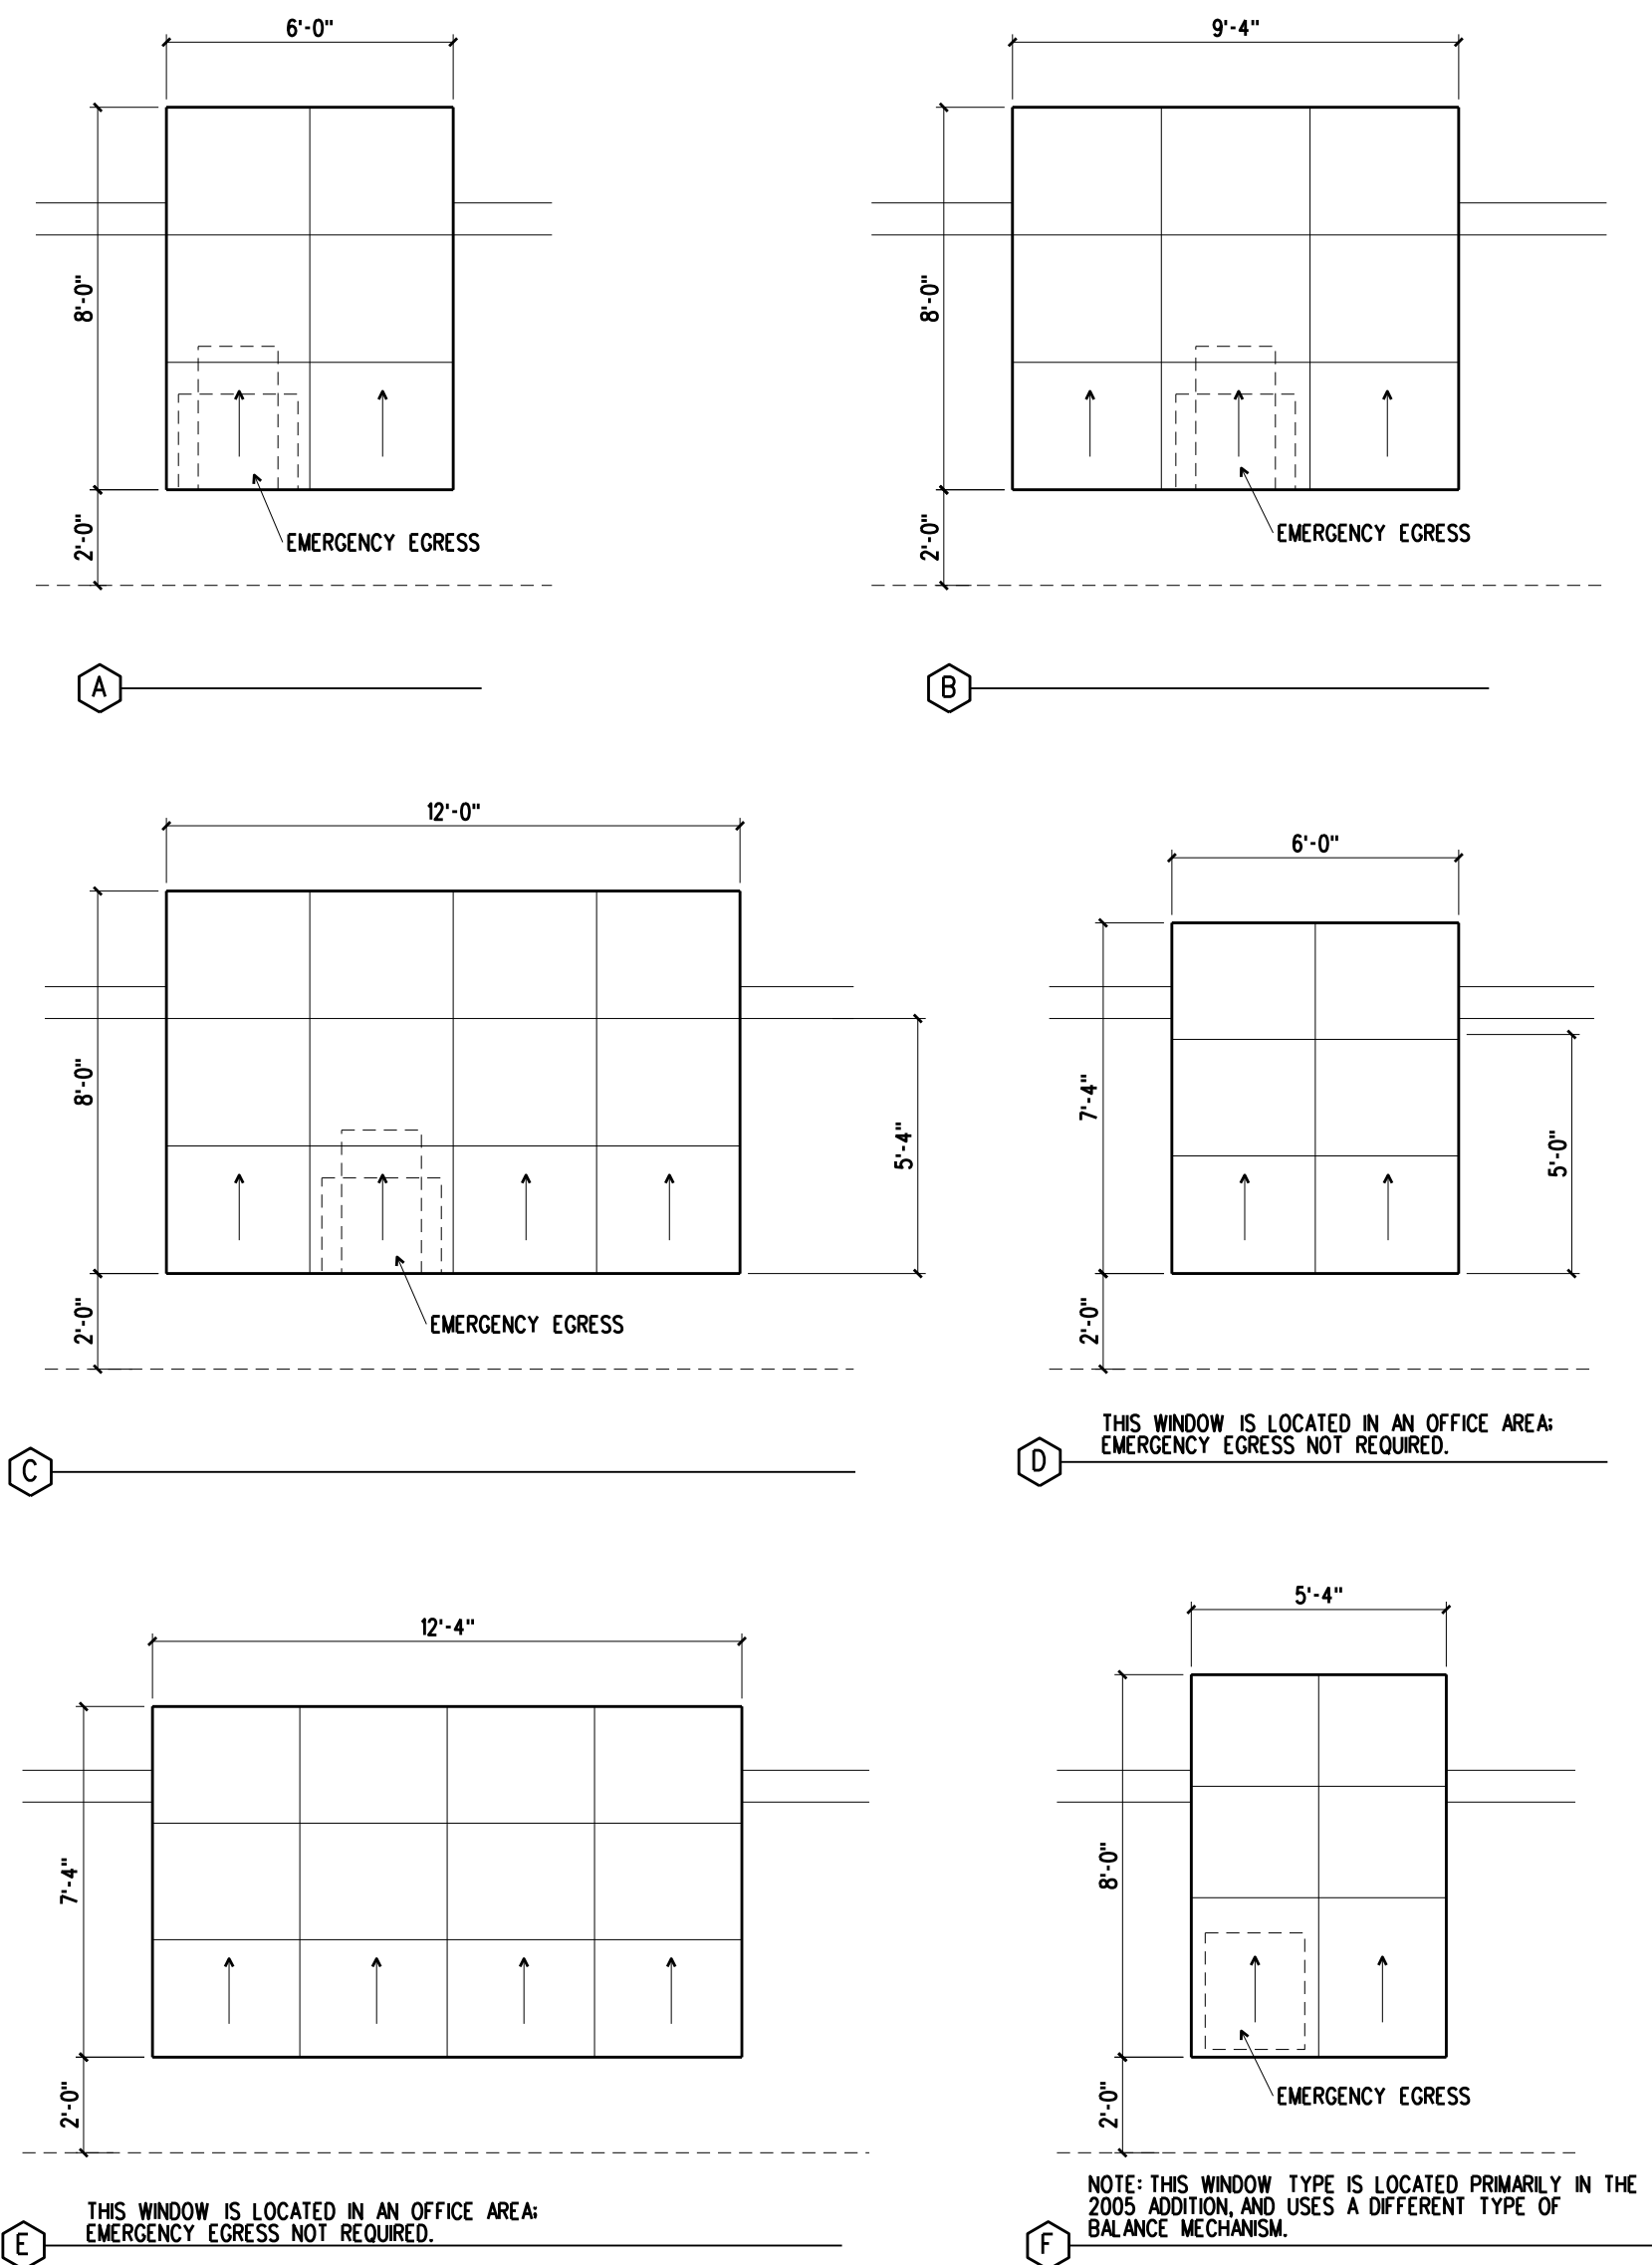 6'-0"
9'-4"
8'-0"
8'-0"
2'-0"
EMERGENCY EGRESS
2'-0"
EMERGENCY EGRESS
A
B
12'-0"
6'-0"
8'-0"
5'-4"
7'-4"
5'-0"
2'-0"
EMERGENCY EGRESS
2'-0"
THIS WINDOW IS LOCATED IN AN OFFICE AREA;
EMERGENCY EGRESS NOT REQUIRED.
C
D
12'-4"
5'-4"
7'-4"
8'-0"
2'-0"
2'-0"
EMERGENCY EGRESS
THIS WINDOW IS LOCATED IN AN OFFICE AREA;
EMERGENCY EGRESS NOT REQUIRED.
E
NOTE: THIS WINDOW TYPE IS LOCATED PRIMARILY IN THE
2005 ADDITION, AND USES A DIFFERENT TYPE OF
BALANCE MECHANISM.
F